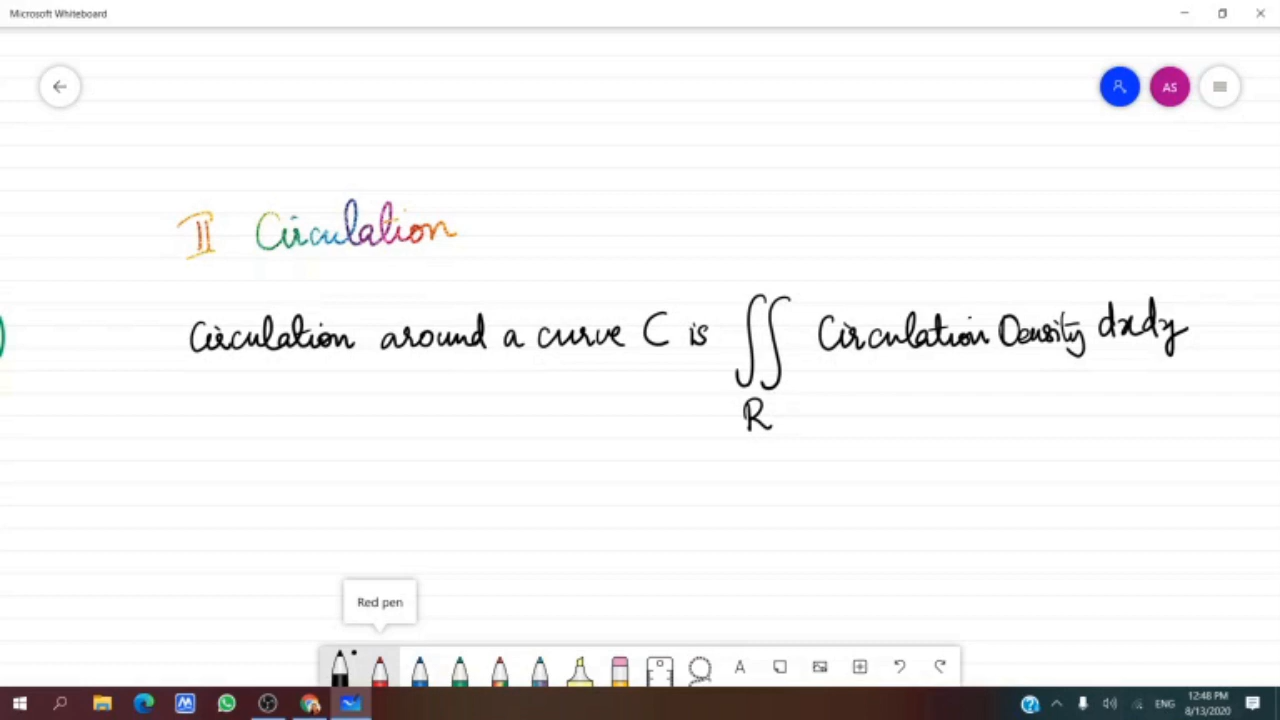 Microsoft Whiteboard
AS
II Circulation
Circulation around a curve C is ∬ Circulation Density dxdy
R
Red pen
A
ENG
12:48 PM
8/13/2020